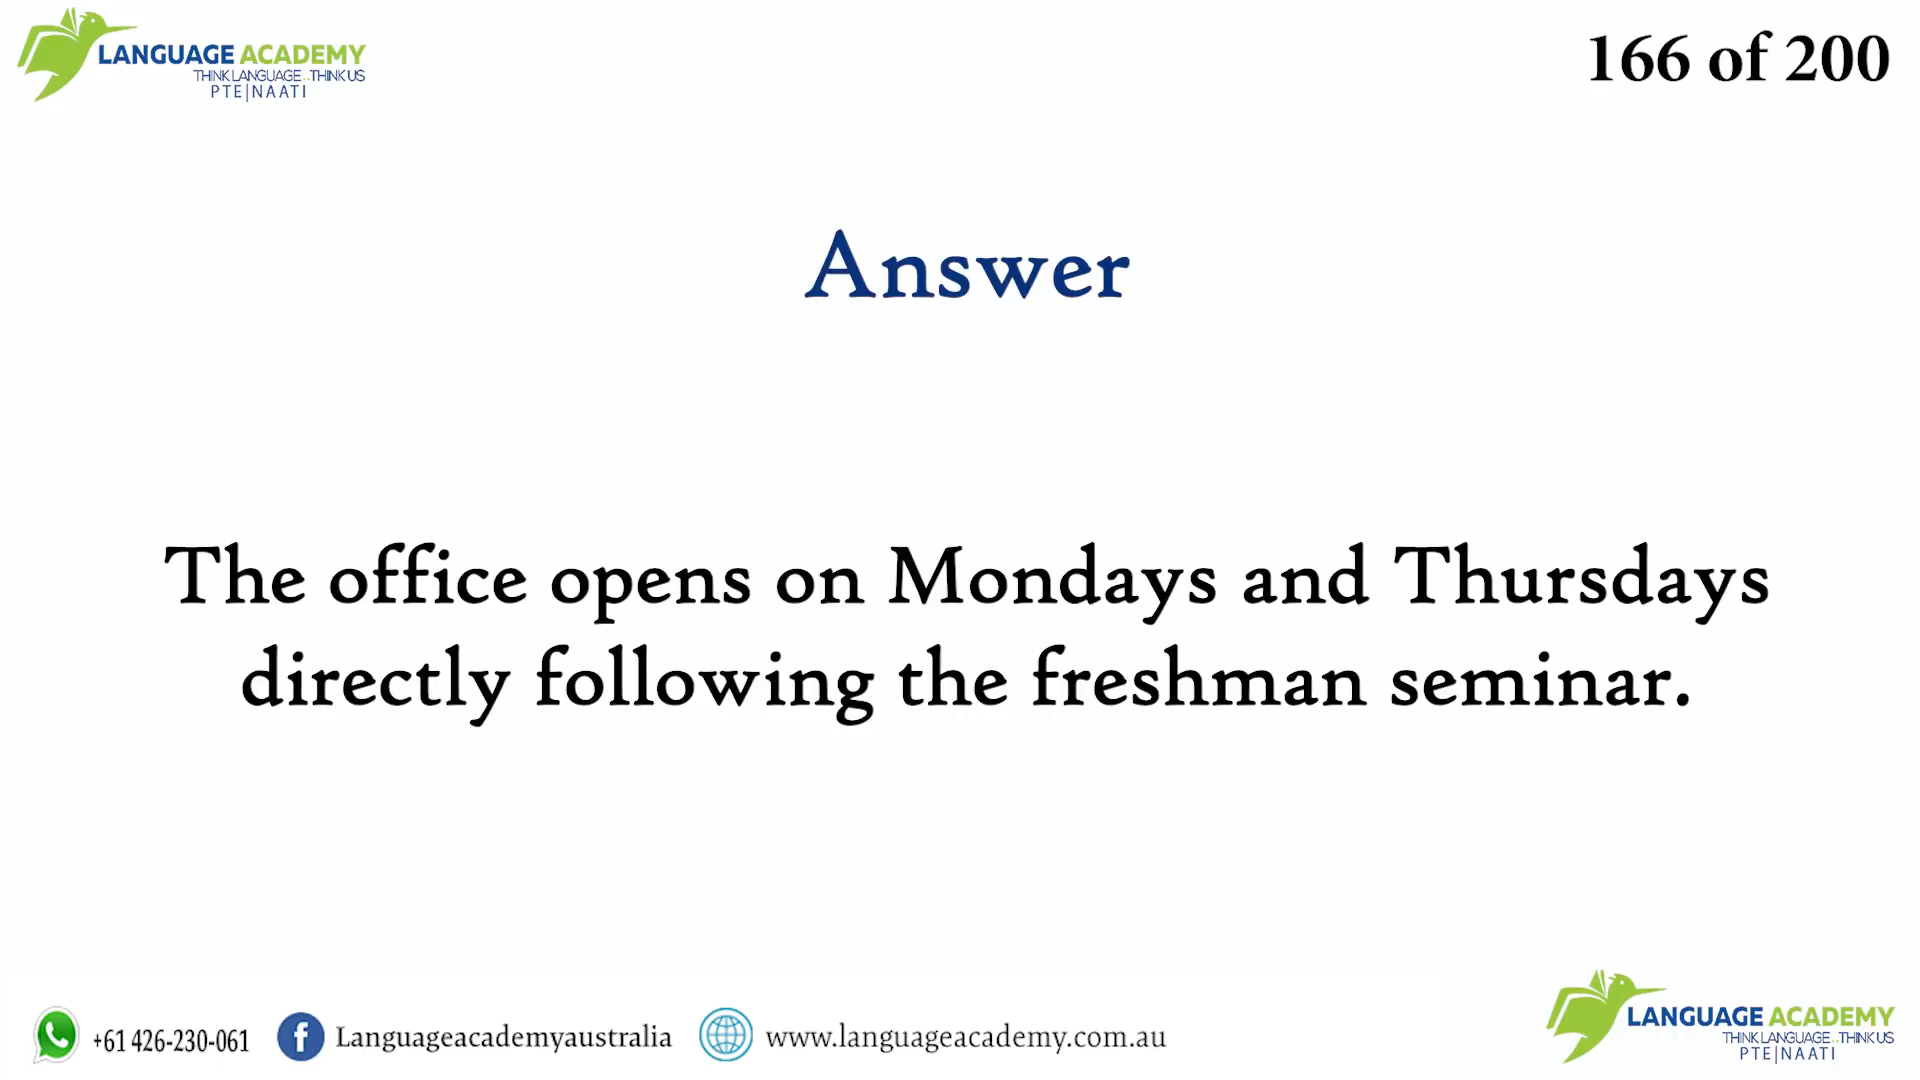 LANGUAGE ACADEMY
THINK LANGUAGE..THINK US
PTE|NAATI
166 of 200
Answer
The office opens on Mondays and Thursdays
directly following the freshman seminar.
+61 426-230-061
Languageacademyaustralia
www.languageacademy.com.au
LANGUAGE ACADEMY
THINK LANGUAGE..THINK US
PTE|NAATI